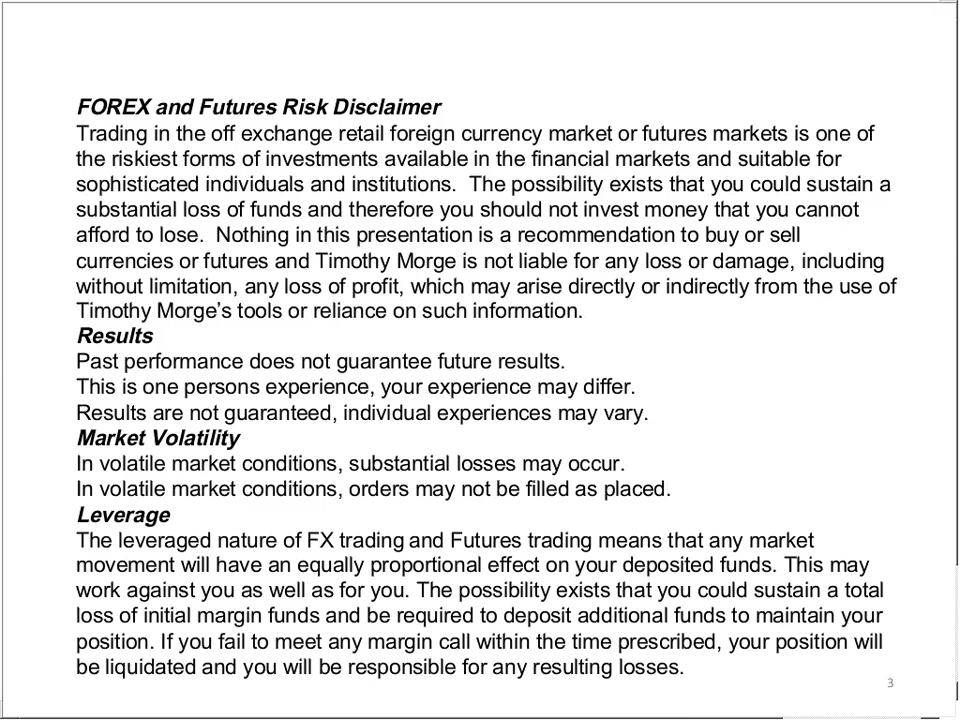 FOREX and Futures Risk Disclaimer
Trading in the off exchange retail foreign currency market or futures markets is one of
the riskiest forms of investments available in the financial markets and suitable for
sophisticated individuals and institutions.  The possibility exists that you could sustain a
substantial loss of funds and therefore you should not invest money that you cannot
afford to lose.  Nothing in this presentation is a recommendation to buy or sell
currencies or futures and Timothy Morge is not liable for any loss or damage, including
without limitation, any loss of profit, which may arise directly or indirectly from the use of
Timothy Morge’s tools or reliance on such information.
Results
Past performance does not guarantee future results.
This is one persons experience, your experience may differ.
Results are not guaranteed, individual experiences may vary.
Market Volatility
In volatile market conditions, substantial losses may occur.
In volatile market conditions, orders may not be filled as placed.
Leverage
The leveraged nature of FX trading and Futures trading means that any market
movement will have an equally proportional effect on your deposited funds. This may
work against you as well as for you. The possibility exists that you could sustain a total
loss of initial margin funds and be required to deposit additional funds to maintain your
position. If you fail to meet any margin call within the time prescribed, your position will
be liquidated and you will be responsible for any resulting losses.
3